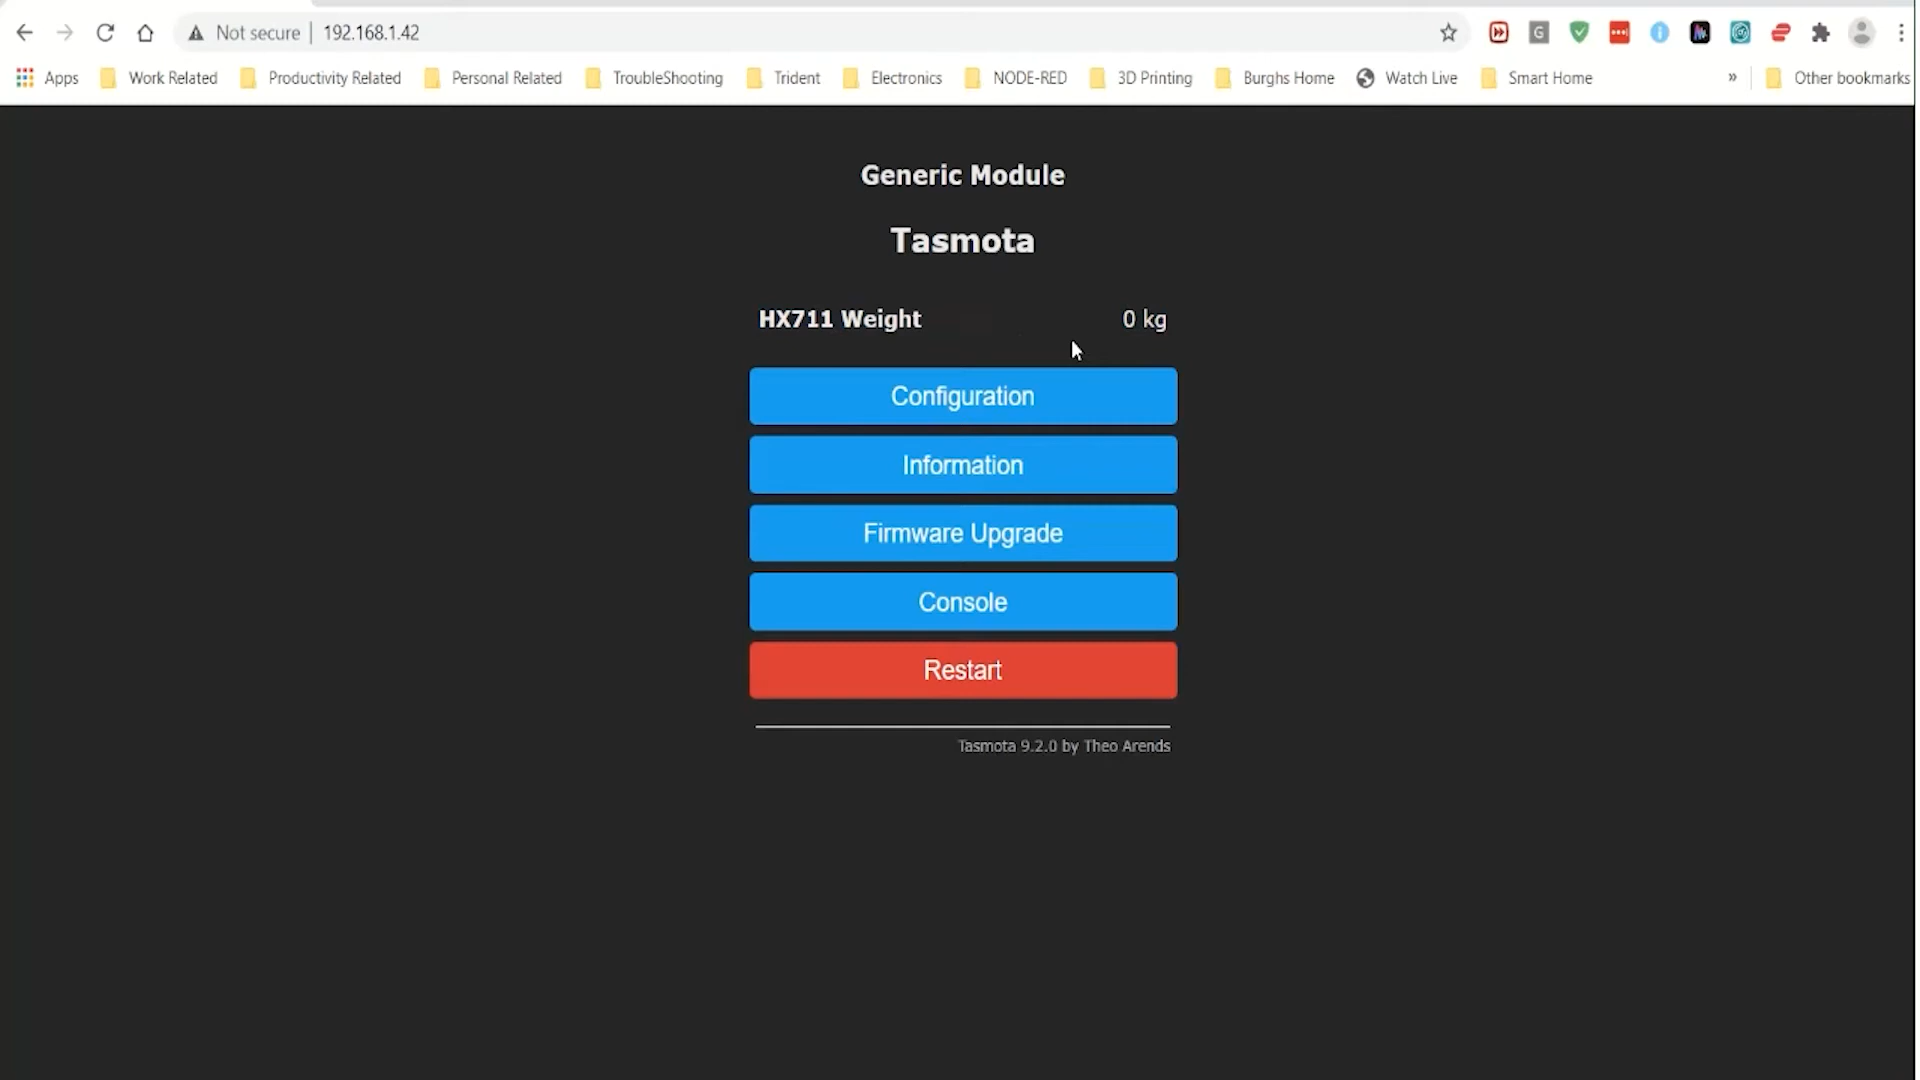 Not secure | 192.168.1.42
Apps Work Related Productivity Related Personal Related TroubleShooting Trident Electronics NODE-RED 3D Printing Burghs Home Watch Live Smart Home » Other bookmarks
Generic Module
Tasmota
HX711 Weight 0 kg
Configuration
Information
Firmware Upgrade
Console
Restart
Tasmota 9.2.0 by Theo Arends